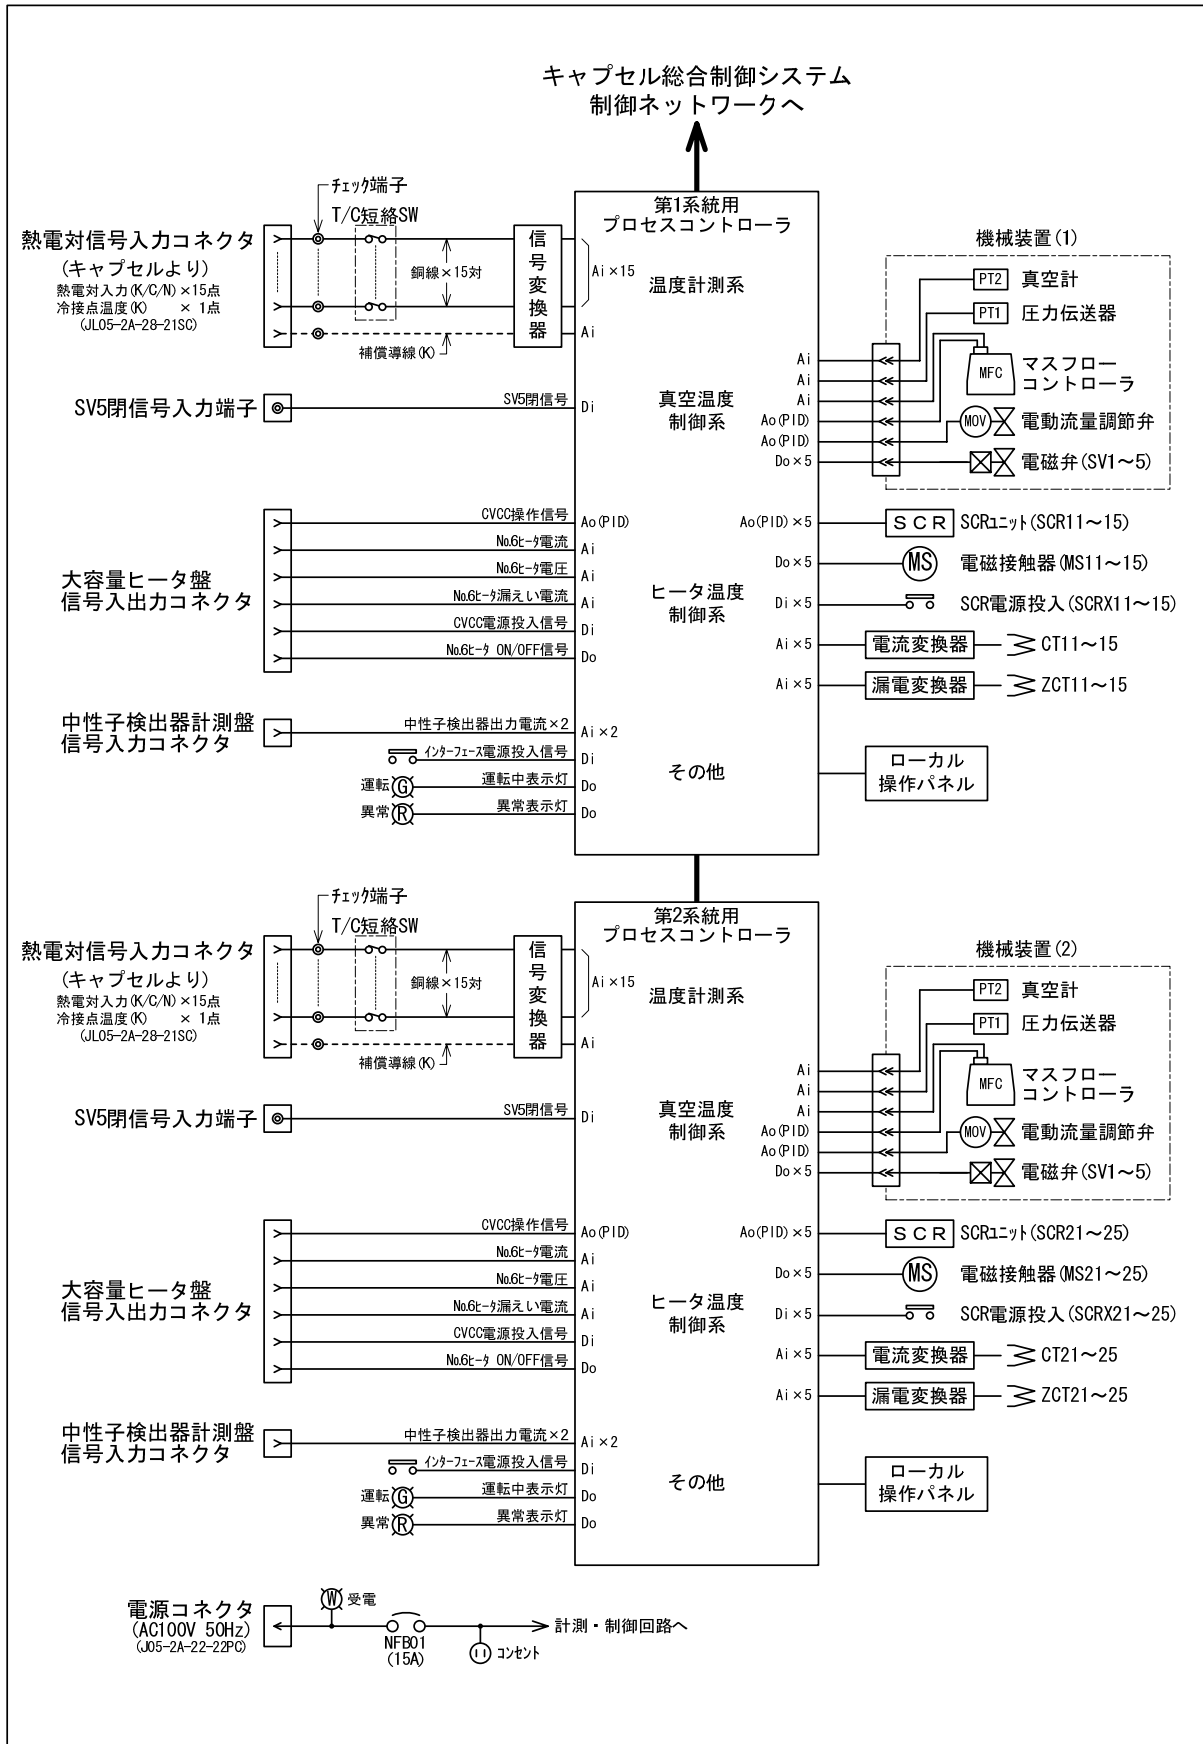 キャプセル総合制御システム
制御ネットワークへ
チェック端子
T/C短絡SW
熱電対信号入力コネクタ
(キャプセルより)
熱電対入力(K/C/N)×15点
冷接点温度(K) × 1点
(JL05-2A-28-21SC)
銅線×15対
補償導線(K)
信号変換器
Ai×15
Ai
第1系統用
プロセスコントローラ
温度計測系
機械装置(1)
PT2 真空計
PT1 圧力伝送器
MFC マスフロー
コントローラ
MOV 電動流量調節弁
電磁弁(SV1～5)
Ai
Ai
Ai
Ao(PID)
Ao(PID)
Do×5
真空温度
制御系
SV5閉信号入力端子
SV5閉信号
Di
大容量ヒータ盤
信号入出力コネクタ
CVCC操作信号 Ao(PID)
No.6ヒータ電流 Ai
No.6ヒータ電圧 Ai
No.6ヒータ漏えい電流 Ai
CVCC電源投入信号 Di
No.6ヒータ ON/OFF信号 Do
ヒータ温度
制御系
Ao(PID)×5 SCR SCRユニット(SCR11～15)
Do×5 MS 電磁接触器(MS11～15)
Di×5 SCR電源投入(SCRX11～15)
Ai×5 電流変換器 CT11～15
Ai×5 漏電変換器 ZCT11～15
中性子検出器計測盤
信号入力コネクタ
中性子検出器出力電流×2 Ai×2
インターフェース電源投入信号 Di
運転 G 運転中表示灯 Do
異常 R 異常表示灯 Do
その他
ローカル
操作パネル
チェック端子
T/C短絡SW
熱電対信号入力コネクタ
(キャプセルより)
熱電対入力(K/C/N)×15点
冷接点温度(K) × 1点
(JL05-2A-28-21SC)
銅線×15対
補償導線(K)
信号変換器
Ai×15
Ai
第2系統用
プロセスコントローラ
温度計測系
機械装置(2)
PT2 真空計
PT1 圧力伝送器
MFC マスフロー
コントローラ
MOV 電動流量調節弁
電磁弁(SV1～5)
Ai
Ai
Ai
Ao(PID)
Ao(PID)
Do×5
真空温度
制御系
SV5閉信号入力端子
SV5閉信号
Di
大容量ヒータ盤
信号入出力コネクタ
CVCC操作信号 Ao(PID)
No.6ヒータ電流 Ai
No.6ヒータ電圧 Ai
No.6ヒータ漏えい電流 Ai
CVCC電源投入信号 Di
No.6ヒータ ON/OFF信号 Do
ヒータ温度
制御系
Ao(PID)×5 SCR SCRユニット(SCR21～25)
Do×5 MS 電磁接触器(MS21～25)
Di×5 SCR電源投入(SCRX21～25)
Ai×5 電流変換器 CT21～25
Ai×5 漏電変換器 ZCT21～25
中性子検出器計測盤
信号入力コネクタ
中性子検出器出力電流×2 Ai×2
インターフェース電源投入信号 Di
運転 G 運転中表示灯 Do
異常 R 異常表示灯 Do
その他
ローカル
操作パネル
電源コネクタ
(AC100V 50Hz)
(J05-2A-22-22PC)
W 受電
NFB01
(15A)
コンセント
計測・制御回路へ